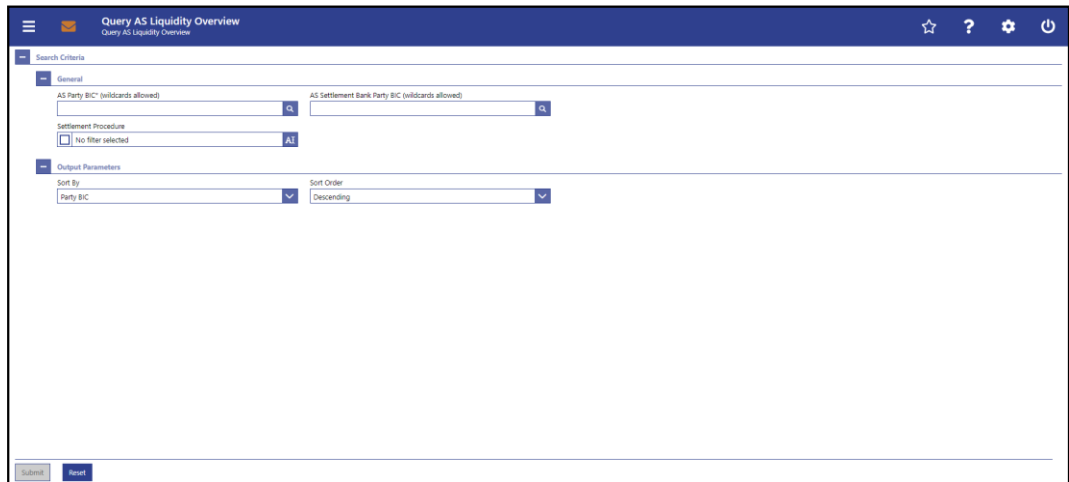 Query AS Liquidity Overview
Query AS Liquidity Overview
Search Criteria
General
AS Party BIC* (wildcards allowed) AS Settlement Bank Party BIC (wildcards allowed)
Settlement Procedure
No filter selected AI
Output Parameters
Sort By Sort Order
Party BIC Descending
Submit Reset